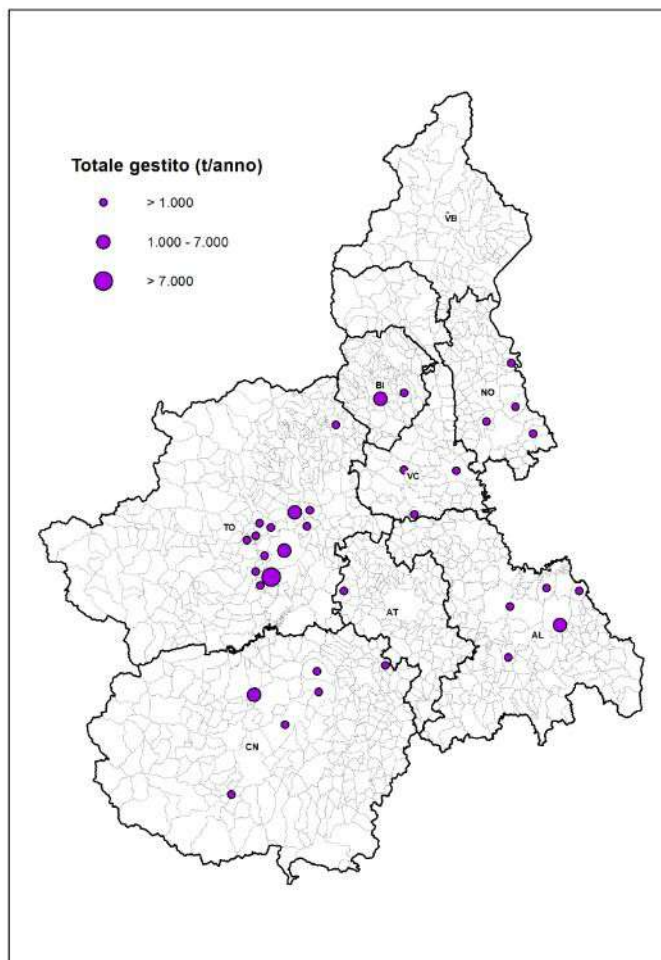 Totale gestito (t/anno)
> 1.000
1.000 - 7.000
> 7.000
VB
BI
NO
VC
TO
AT
AL
CN